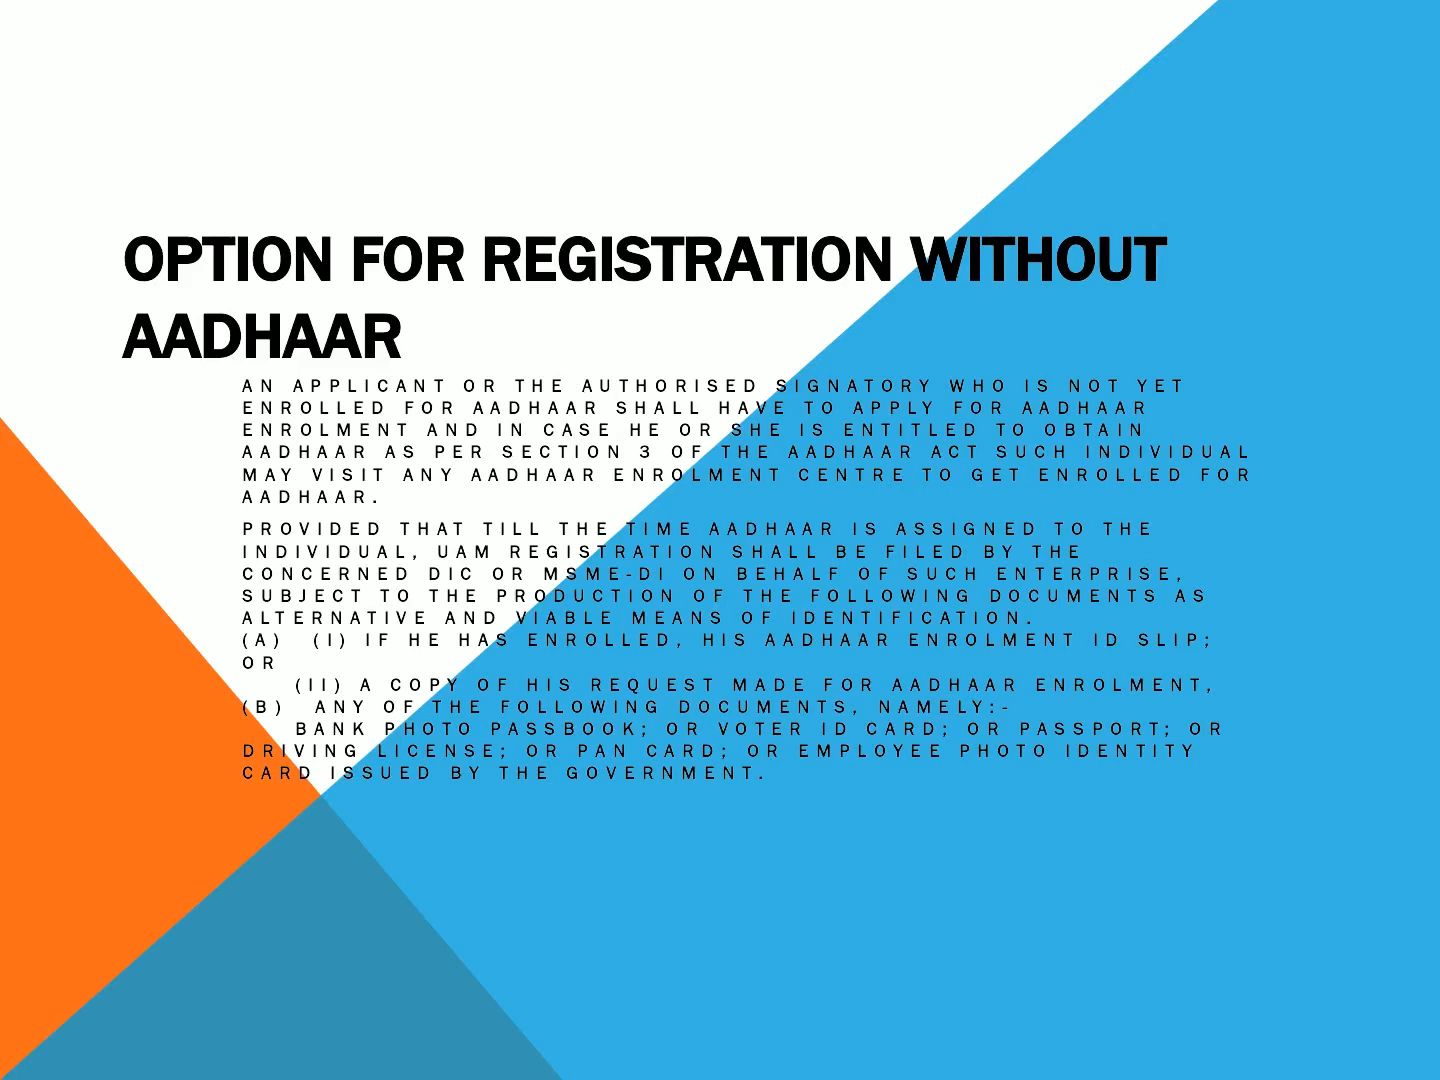 OPTION FOR REGISTRATION WITHOUT
AADHAAR
AN APPLICANT OR THE AUTHORISED SIGNATORY WHO IS NOT YET
ENROLLED FOR AADHAAR SHALL HAVE TO APPLY FOR AADHAAR
ENROLMENT AND IN CASE HE OR SHE IS ENTITLED TO OBTAIN
AADHAAR AS PER SECTION 3 OF THE AADHAAR ACT SUCH INDIVIDUAL
MAY VISIT ANY AADHAAR ENROLMENT CENTRE TO GET ENROLLED FOR
AADHAAR.
PROVIDED THAT TILL THE TIME AADHAAR IS ASSIGNED TO THE
INDIVIDUAL, UAM REGISTRATION SHALL BE FILED BY THE
CONCERNED DIC OR MSME-DI ON BEHALF OF SUCH ENTERPRISE,
SUBJECT TO THE PRODUCTION OF THE FOLLOWING DOCUMENTS AS
ALTERNATIVE AND VIABLE MEANS OF IDENTIFICATION.
(A) (I) IF HE HAS ENROLLED, HIS AADHAAR ENROLMENT ID SLIP;
OR
(II) A COPY OF HIS REQUEST MADE FOR AADHAAR ENROLMENT,
(B) ANY OF THE FOLLOWING DOCUMENTS, NAMELY:-
BANK PHOTO PASSBOOK; OR VOTER ID CARD; OR PASSPORT; OR
DRIVING LICENSE; OR PAN CARD; OR EMPLOYEE PHOTO IDENTITY
CARD ISSUED BY THE GOVERNMENT.